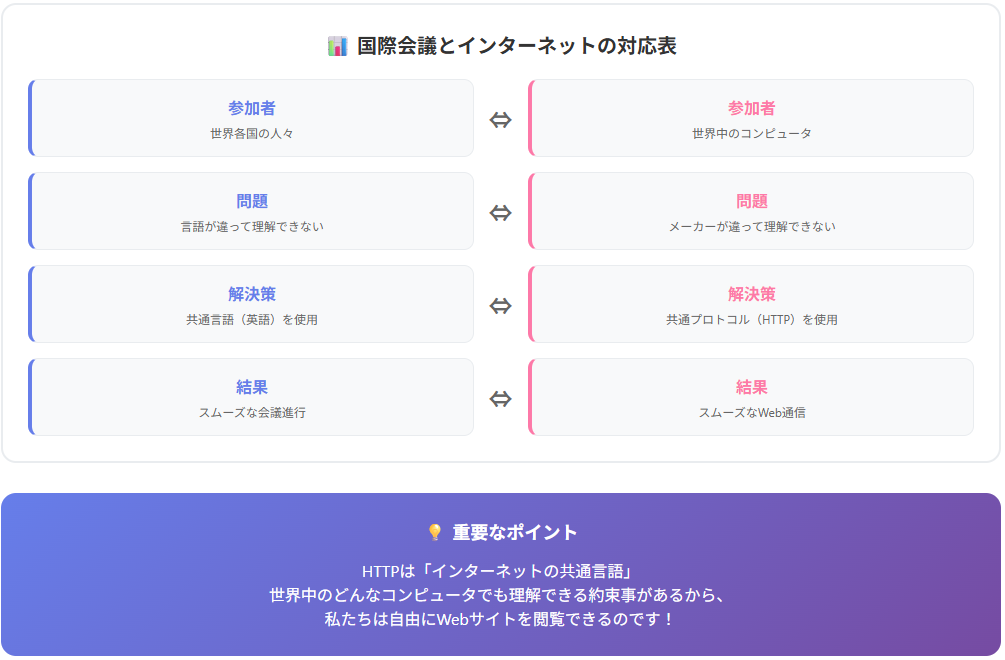 📊 国際会議とインターネットの対応表
参加者
世界各国の人々
⇔
参加者
世界中のコンピュータ
問題
言語が違って理解できない
⇔
問題
メーカーが違って理解できない
解決策
共通言語（英語）を使用
⇔
解決策
共通プロトコル（HTTP）を使用
結果
スムーズな会議進行
⇔
結果
スムーズなWeb通信
💡 重要なポイント
HTTPは「インターネットの共通言語」
世界中のどんなコンピュータでも理解できる約束事があるから、
私たちは自由にWebサイトを閲覧できるのです！